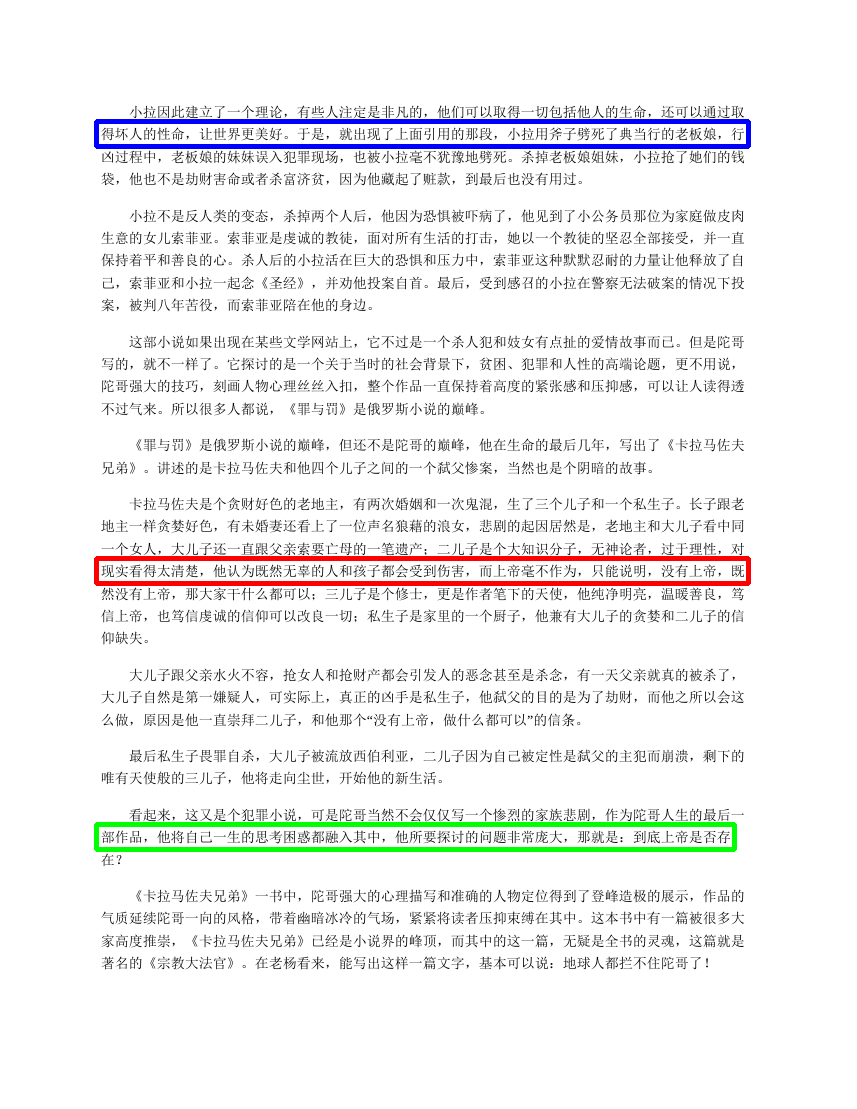 小拉因此建立了一个理论，有些人注定是非凡的，他们可以取得一切包括他人的生命，还可以通过取
得坏人的性命，让世界更美好。于是，就出现了上面引用的那段，小拉用斧子劈死了典当行的老板娘，行
凶过程中，老板娘的妹妹误入犯罪现场，也被小拉毫不犹豫地劈死。杀掉老板娘姐妹，小拉抢了她们的钱
袋，他也不是劫财害命或者杀富济贫，因为他藏起了赃款，到最后也没有用过。
小拉不是反人类的变态，杀掉两个人后，他因为恐惧被吓病了，他见到了小公务员那位为家庭做皮肉
生意的女儿索菲亚。索菲亚是虔诚的教徒，面对所有生活的打击，她以一个教徒的坚忍全部接受，并一直
保持着平和善良的心。杀人后的小拉活在巨大的恐惧和压力中，索菲亚这种默默忍耐的力量让他释放了自
己，索菲亚和小拉一起念《圣经》，并劝他投案自首。最后，受到感召的小拉在警察无法破案的情况下投
案，被判八年苦役，而索菲亚陪在他的身边。
这部小说如果出现在某些文学网站上，它不过是一个杀人犯和妓女有点扯的爱情故事而已。但是陀哥
写的，就不一样了。它探讨的是一个关于当时的社会背景下，贫困、犯罪和人性的高端论题，更不用说，
陀哥强大的技巧，刻画人物心理丝丝入扣，整个作品一直保持着高度的紧张感和压抑感，可以让人读得透
不过气来。所以很多人都说，《罪与罚》是俄罗斯小说的巅峰。
《罪与罚》是俄罗斯小说的巅峰，但还不是陀哥的巅峰，他在生命的最后几年，写出了《卡拉马佐夫
兄弟》。讲述的是卡拉马佐夫和他四个儿子之间的一个弑父惨案，当然也是个阴暗的故事。
卡拉马佐夫是个贪财好色的老地主，有两次婚姻和一次鬼混，生了三个儿子和一个私生子。长子跟老
地主一样贪婪好色，有未婚妻还看上了一位声名狼藉的浪女，悲剧的起因居然是，老地主和大儿子看中同
一个女人，大儿子还一直跟父亲索要亡母的一笔遗产；二儿子是个大知识分子，无神论者，过于理性，对
现实看得太清楚，他认为既然无辜的人和孩子都会受到伤害，而上帝毫不作为，只能说明，没有上帝，既
然没有上帝，那大家干什么都可以；三儿子是个修士，更是作者笔下的天使，他纯净明亮，温暖善良，笃
信上帝，也笃信虔诚的信仰可以改良一切；私生子是家里的一个厨子，他兼有大儿子的贪婪和二儿子的信
仰缺失。
大儿子跟父亲水火不容，抢女人和抢财产都会引发人的恶念甚至是杀念，有一天父亲就真的被杀了，
大儿子自然是第一嫌疑人，可实际上，真正的凶手是私生子，他弑父的目的是为了劫财，而他之所以会这
么做，原因是他一直崇拜二儿子，和他那个“没有上帝，做什么都可以”的信条。
最后私生子畏罪自杀，大儿子被流放西伯利亚，二儿子因为自己被定性是弑父的主犯而崩溃，剩下的
唯有天使般的三儿子，他将走向尘世，开始他的新生活。
看起来，这又是个犯罪小说，可是陀哥当然不会仅仅写一个惨烈的家族悲剧，作为陀哥人生的最后一
部作品，他将自己一生的思考困惑都融入其中，他所要探讨的问题非常庞大，那就是：到底上帝是否存
在？
《卡拉马佐夫兄弟》一书中，陀哥强大的心理描写和准确的人物定位得到了登峰造极的展示，作品的
气质延续陀哥一向的风格，带着幽暗冰冷的气场，紧紧将读者压抑束缚在其中。这本书中有一篇被很多大
家高度推崇，《卡拉马佐夫兄弟》已经是小说界的峰顶，而其中的这一篇，无疑是全书的灵魂，这篇就是
著名的《宗教大法官》。在老杨看来，能写出这样一篇文字，基本可以说：地球人都拦不住陀哥了！